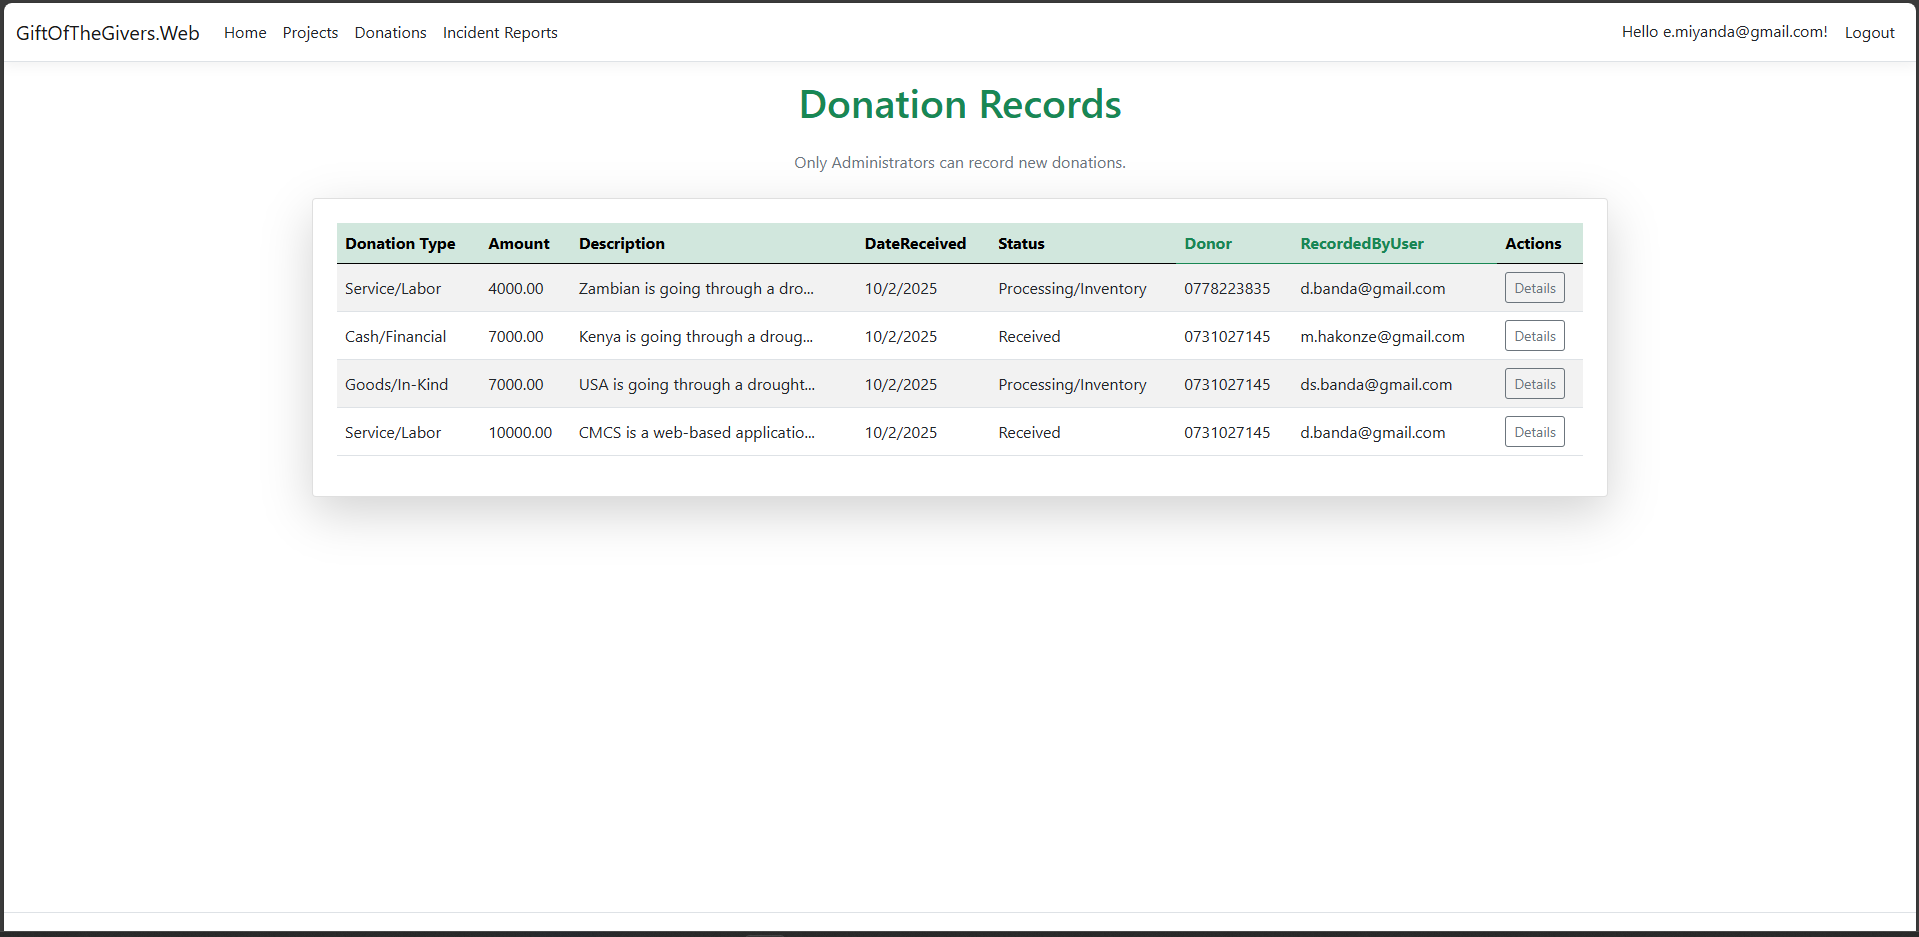 GiftOfTheGivers.Web Home Projects Donations Incident Reports Hello e.miyanda@gmail.com! Logout
Donation Records
Only Administrators can record new donations.
Donation Type Amount Description DateReceived Status Donor RecordedByUser Actions
Service/Labor 4000.00 Zambian is going through a dro... 10/2/2025 Processing/Inventory 0778223835 d.banda@gmail.com Details
Cash/Financial 7000.00 Kenya is going through a droug... 10/2/2025 Received 0731027145 m.hakonze@gmail.com Details
Goods/In-Kind 7000.00 USA is going through a drought... 10/2/2025 Processing/Inventory 0731027145 ds.banda@gmail.com Details
Service/Labor 10000.00 CMCS is a web-based applicatio... 10/2/2025 Received 0731027145 d.banda@gmail.com Details